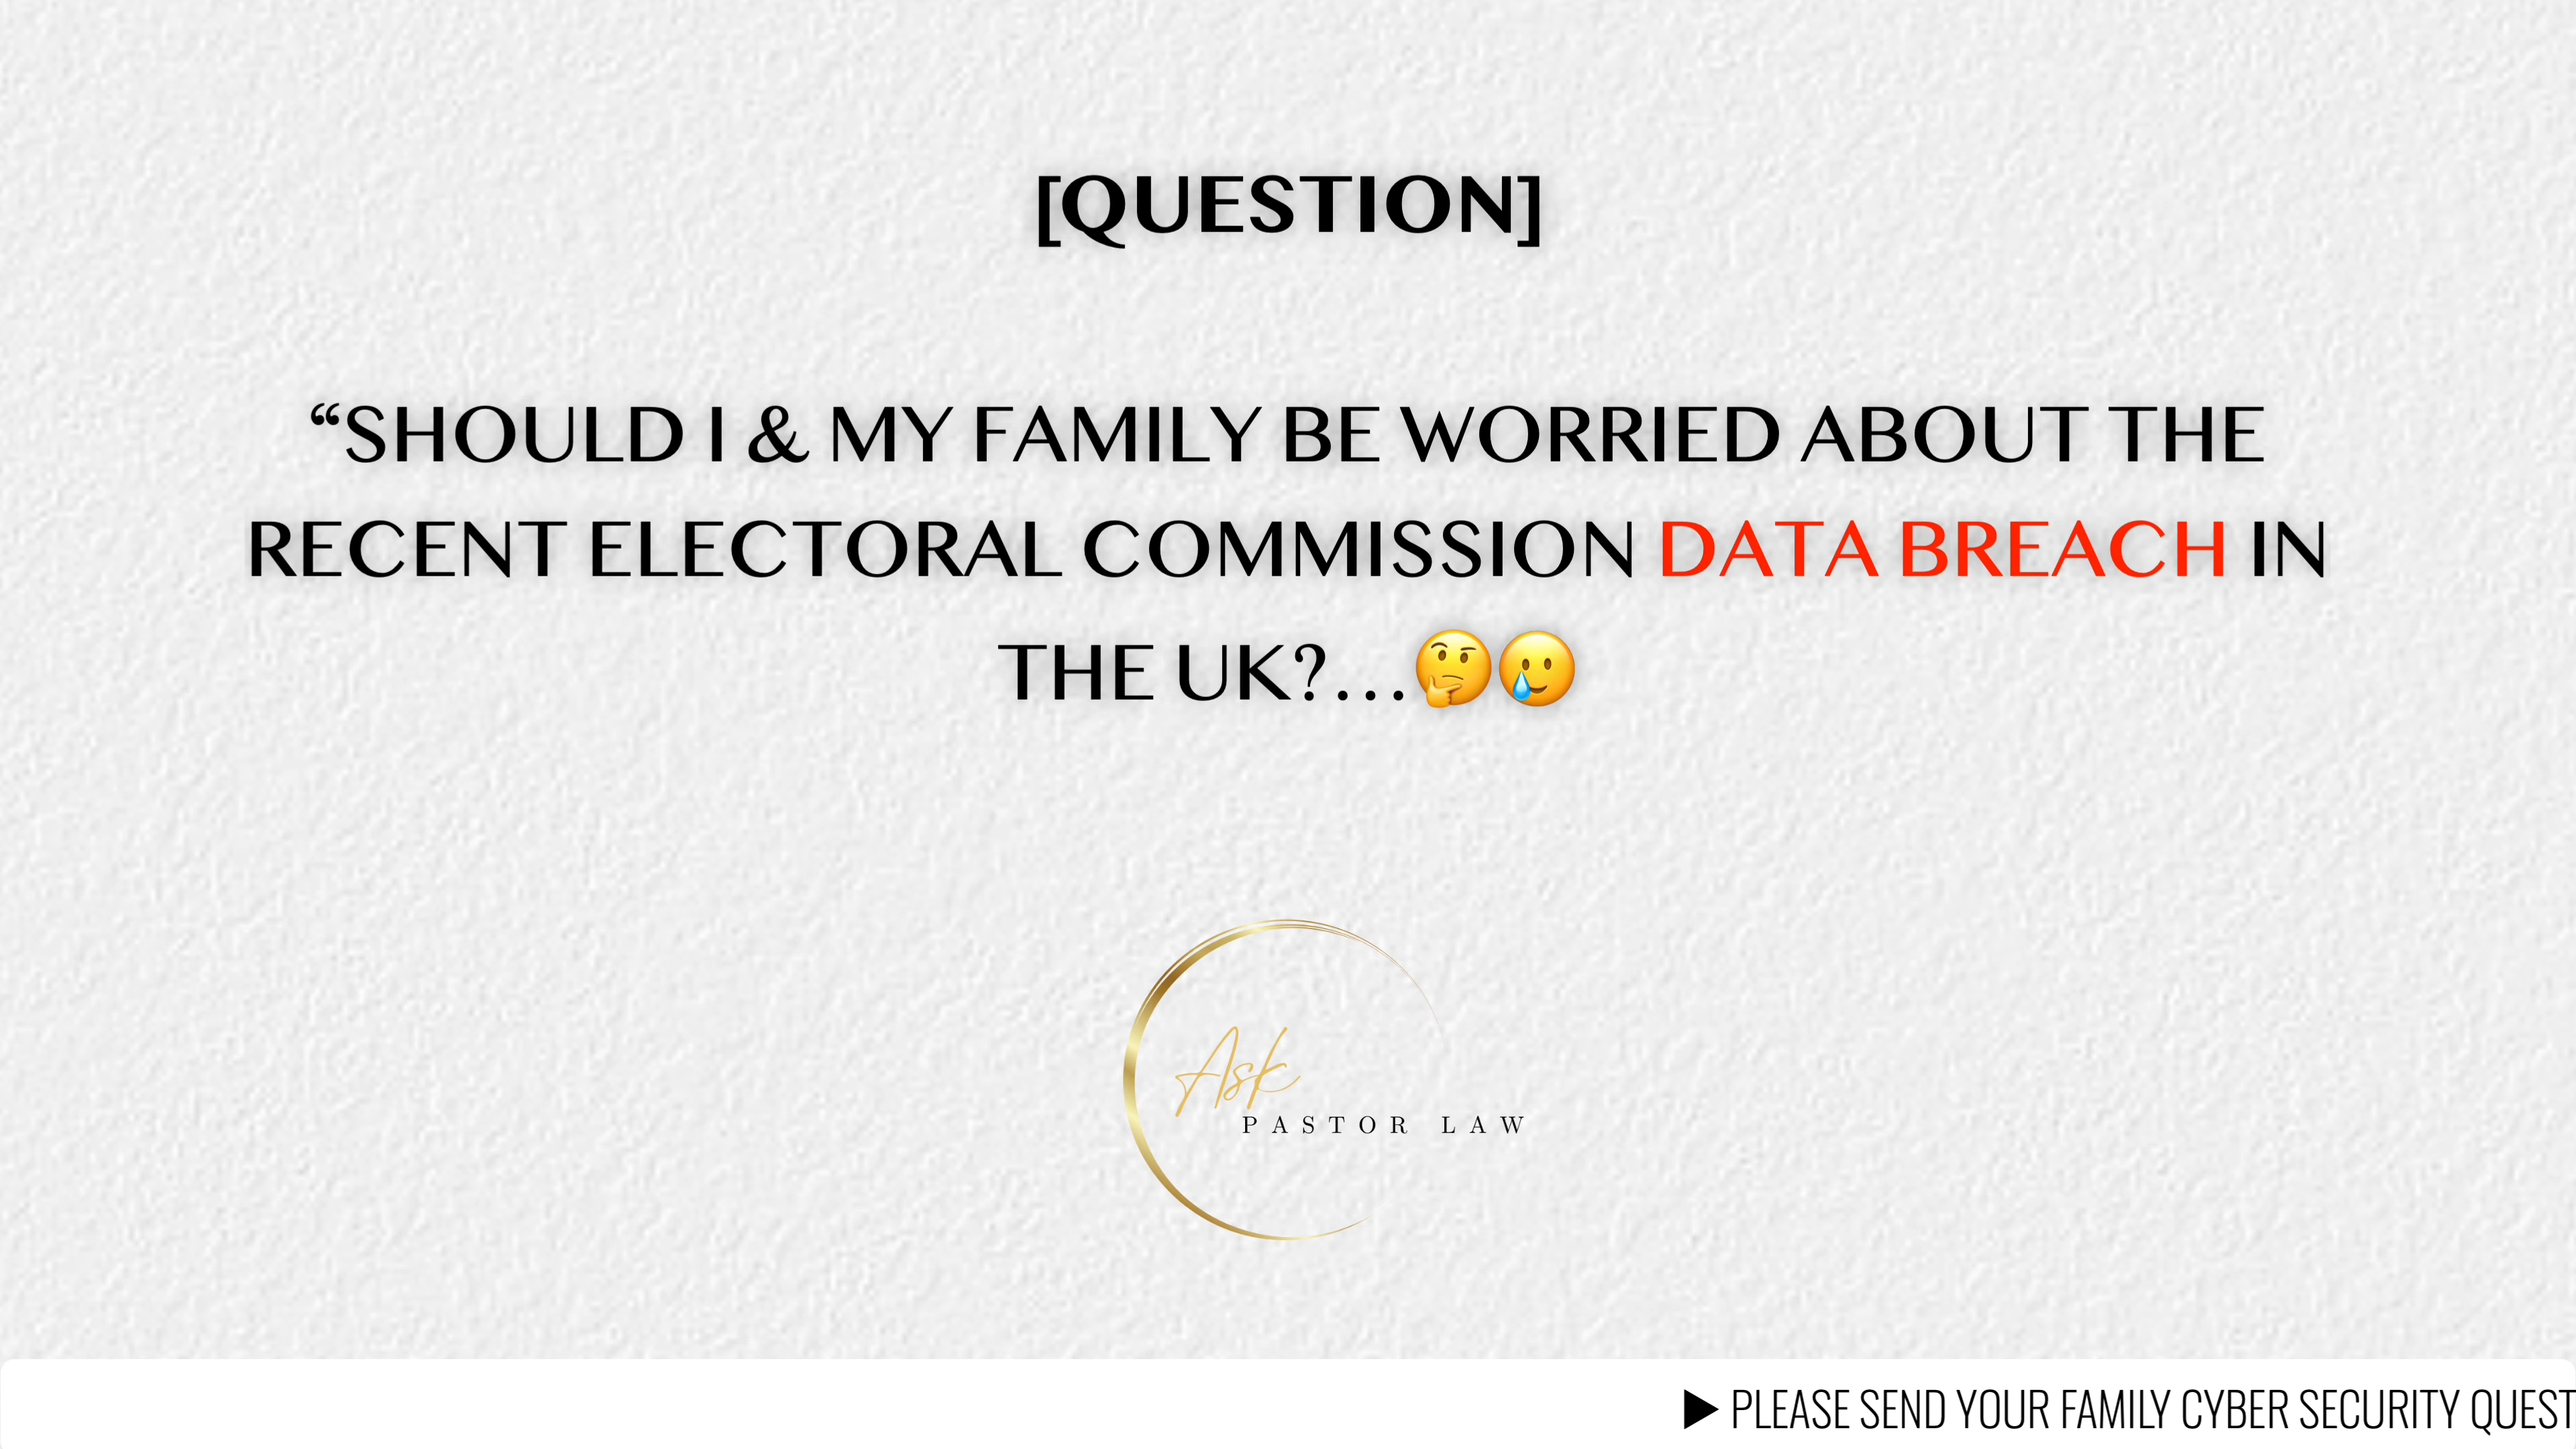 [QUESTION]
“SHOULD I & MY FAMILY BE WORRIED ABOUT THE
RECENT ELECTORAL COMMISSION DATA BREACH IN
THE UK?...🤔🥲
Ask
PASTOR LAW
▶ PLEASE SEND YOUR FAMILY CYBER SECURITY QUEST